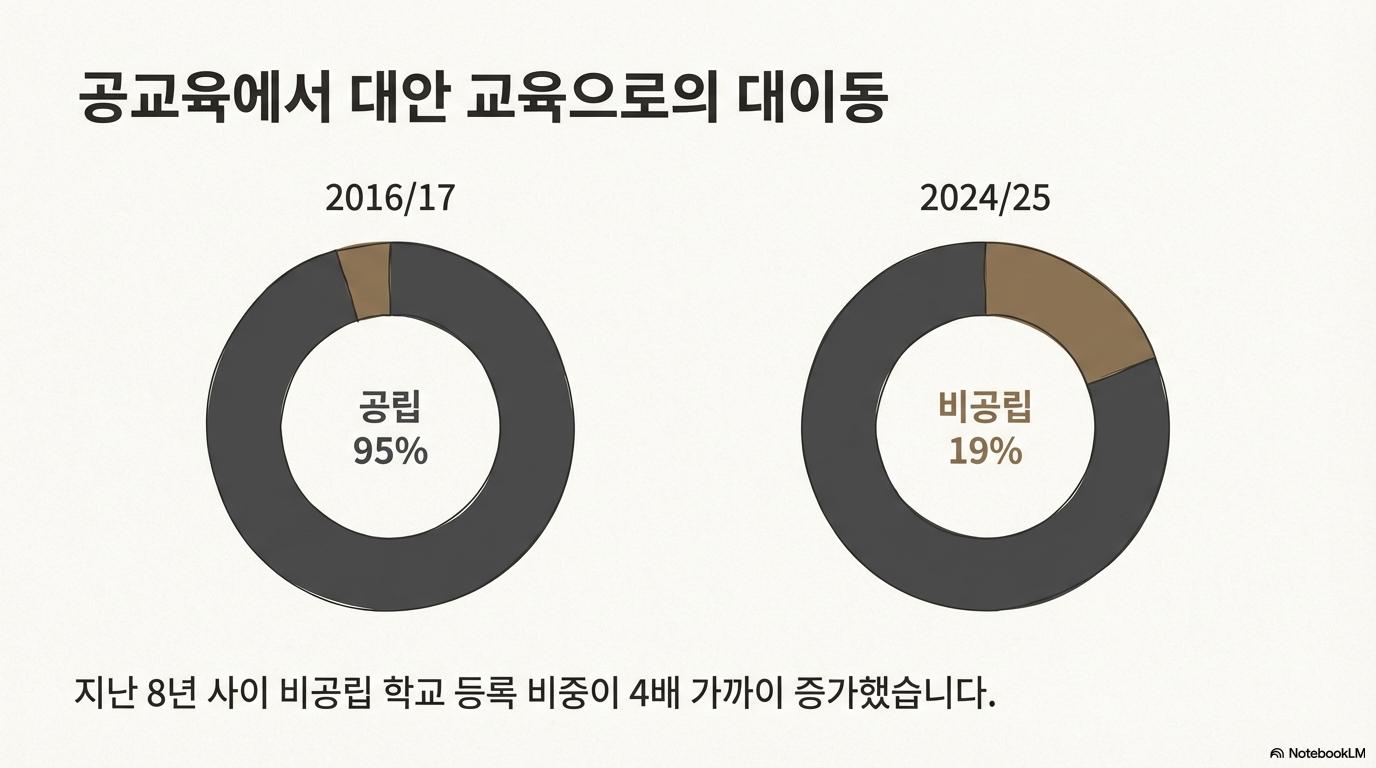 공교육에서 대안 교육으로의 대이동
2016/17
2024/25
공립
95%
비공립
19%
지난 8년 사이 비공립 학교 등록 비중이 4배 가까이 증가했습니다.
NotebookLM